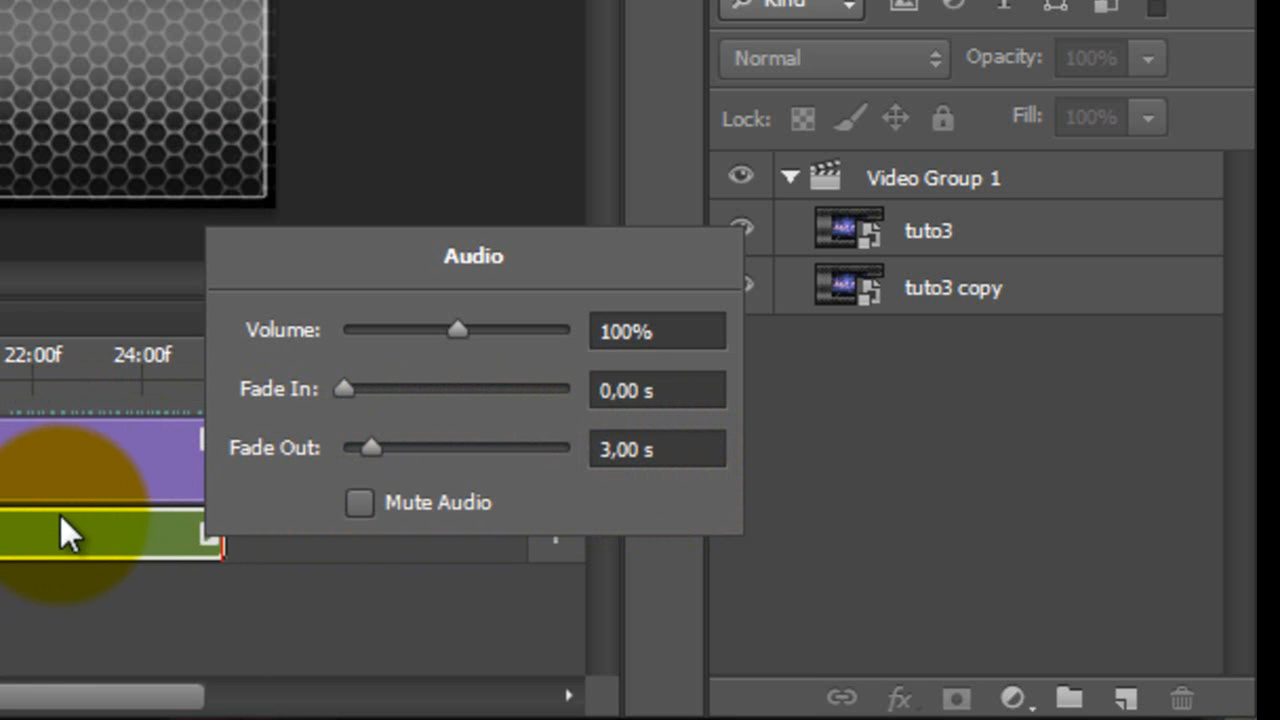 Kind
Normal
Opacity: 100%
Lock:
Fill: 100%
Video Group 1
tuto3
tuto3 copy
Audio
Volume: 100%
Fade In: 0,00 s
Fade Out: 3,00 s
Mute Audio
22:00f 24:00f
fx